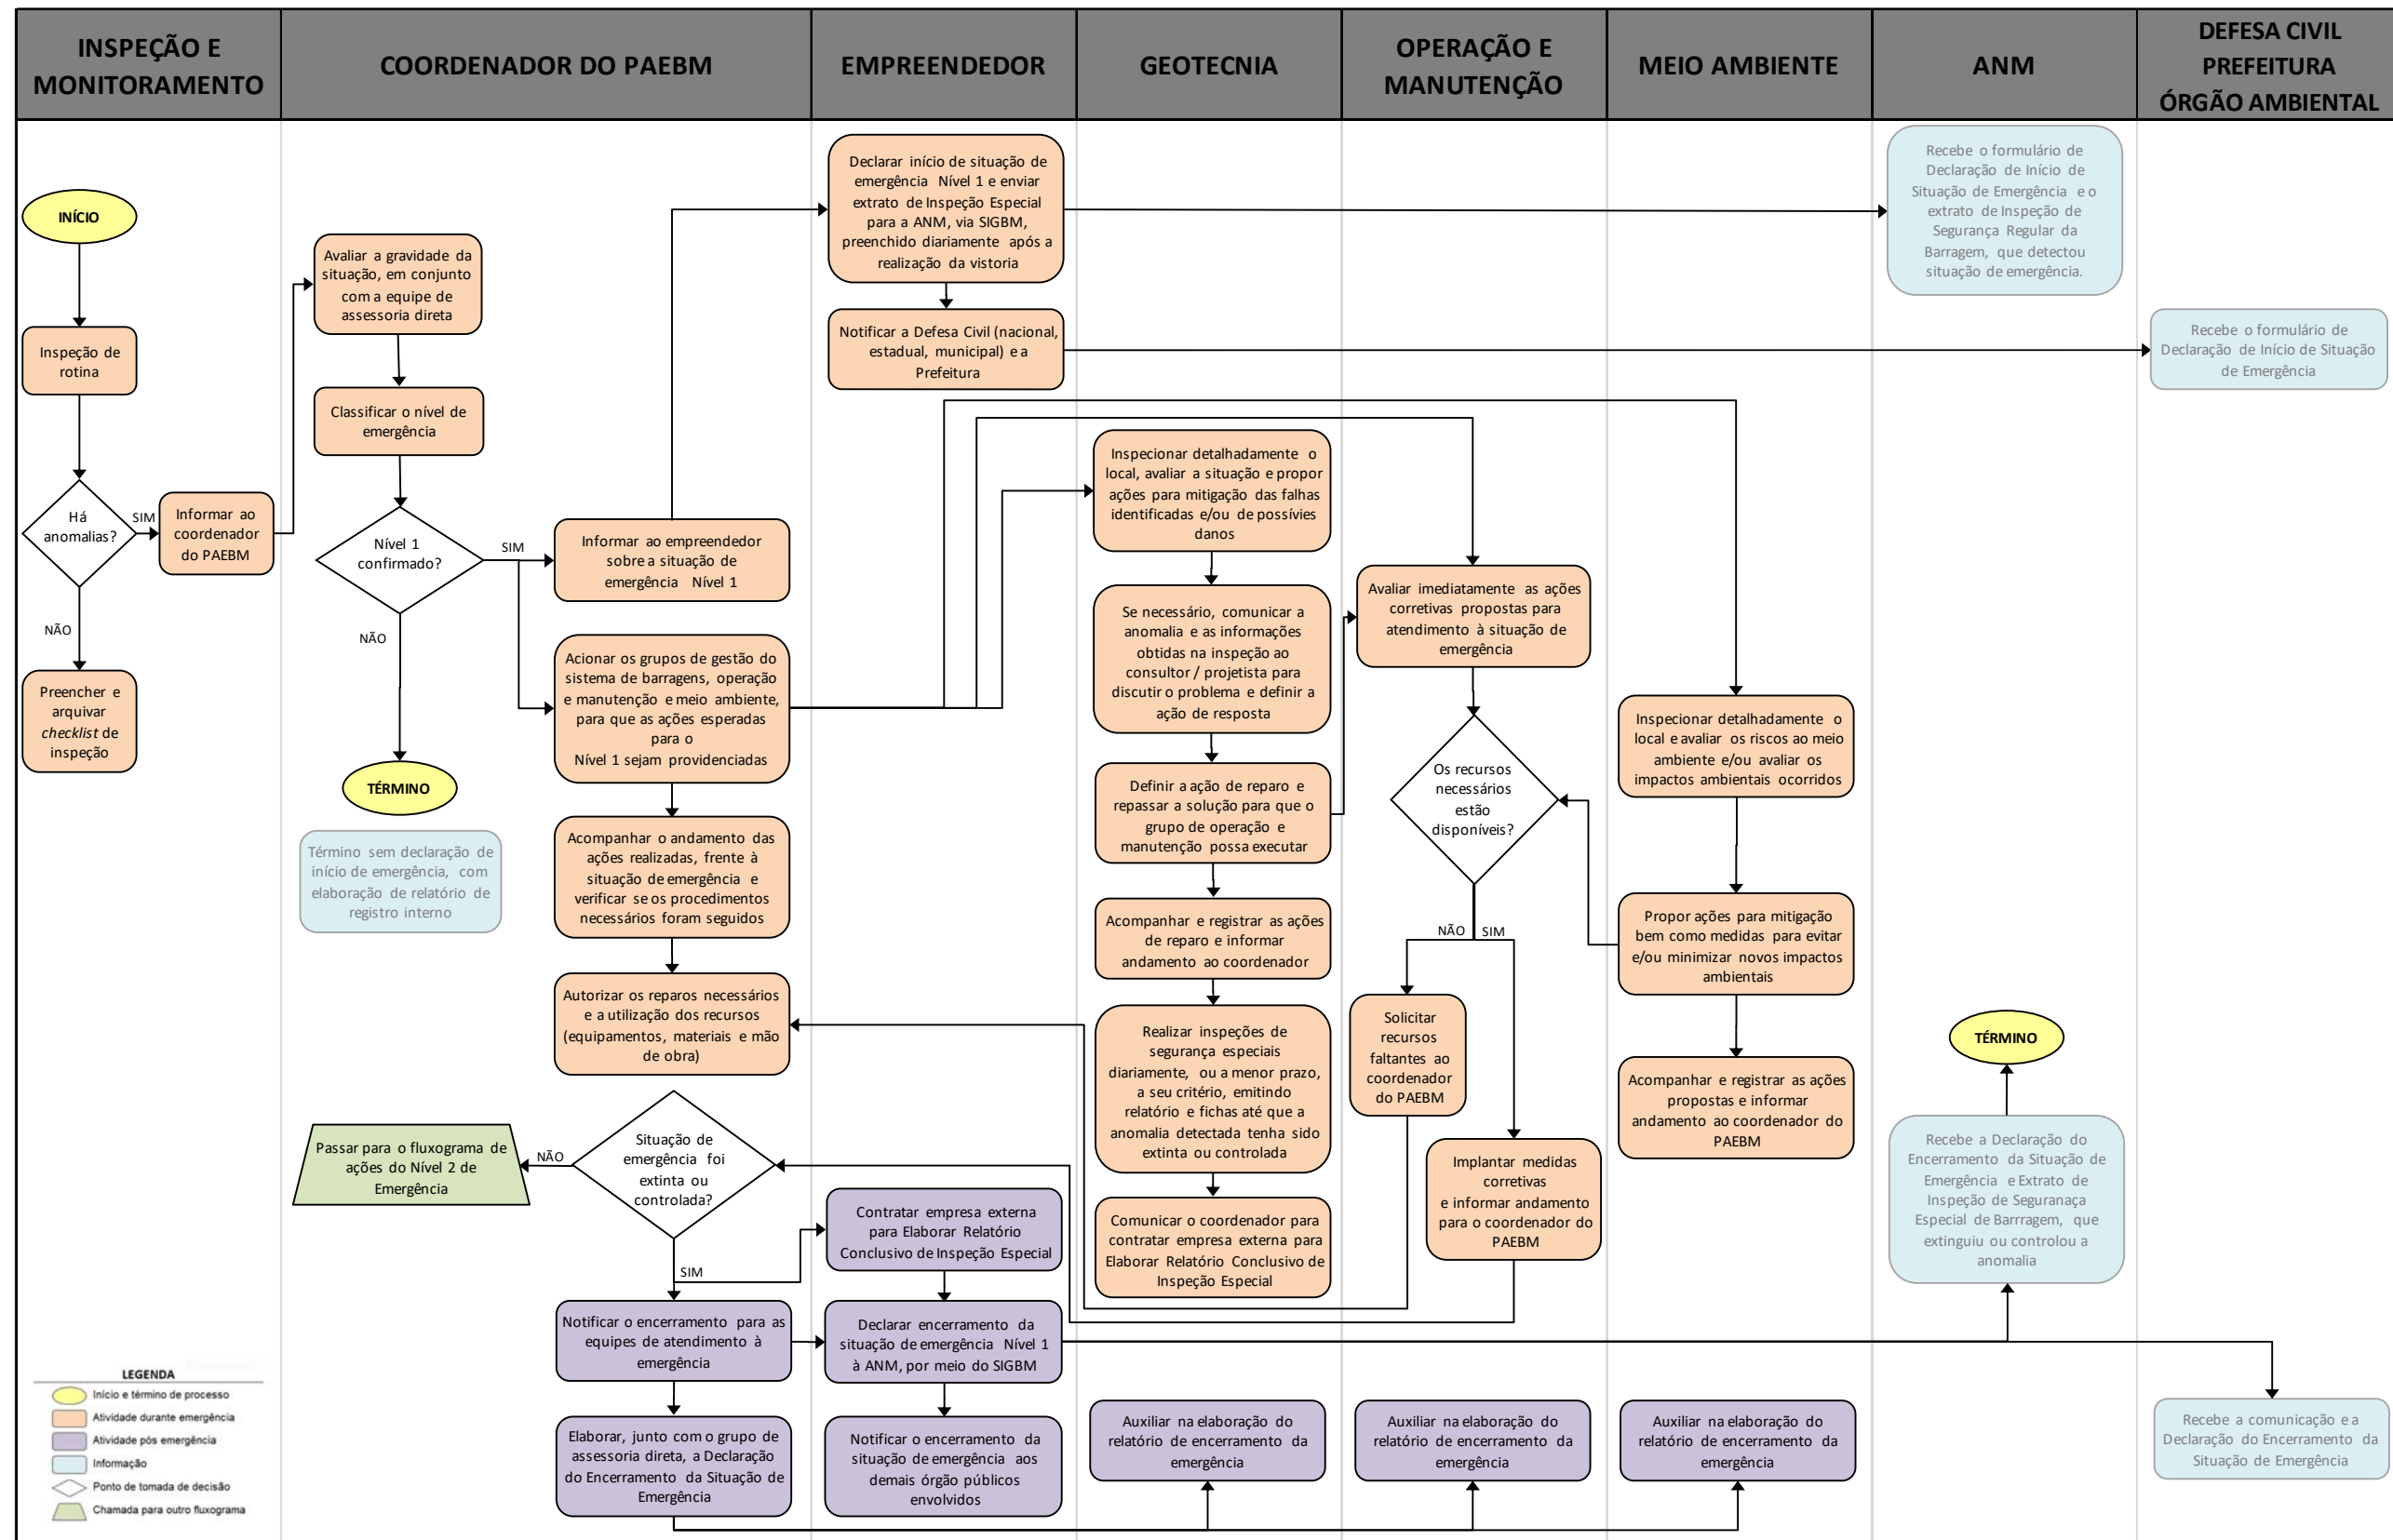 INSPEÇÃO E
MONITORAMENTO
COORDENADOR DO PAEBM
EMPREENDEDOR
GEOTECNIA
OPERAÇÃO E
MANUTENÇÃO
MEIO AMBIENTE
ANM
DEFESA CIVIL
PREFEITURA
ÓRGÃO AMBIENTAL
INÍCIO
Inspeção de
rotina
Há
anomalias?
SIM
NÃO
Informar ao
coordenador
do PAEBM
Preencher e
arquivar
checklist de
inspeção
Avaliar a gravidade da
situação, em conjunto
com a equipe de
assessoria direta
Classificar o nível de
emergência
Nível 1
confirmado?
SIM
NÃO
TÉRMINO
Término sem declaração de
início de emergência, com
elaboração de relatório de
registro interno
Informar ao empreendedor
sobre a situação de
emergência Nível 1
Acionar os grupos de gestão do
sistema de barragens, operação
e manutenção e meio ambiente,
para que as ações esperadas
para o
Nível 1 sejam providenciadas
Acompanhar o andamento das
ações realizadas, frente à
situação de emergência e
verificar se os procedimentos
necessários foram seguidos
Autorizar os reparos necessários
e a utilização dos recursos
(equipamentos, materiais e mão
de obra)
Situação de
emergência foi
extinta ou
controlada?
NÃO
SIM
Passar para o fluxograma de
ações do Nível 2 de
Emergência
Notificar o encerramento para as
equipes de atendimento à
emergência
Elaborar, junto com o grupo de
assessoria direta, a Declaração
do Encerramento da Situação de
Emergência
Declarar início de situação de
emergência Nível 1 e enviar
extrato de Inspeção Especial
para a ANM, via SIGBM,
preenchido diariamente após a
realização da vistoria
Notificar a Defesa Civil (nacional,
estadual, municipal) e a
Prefeitura
Contratar empresa externa
para Elaborar Relatório
Conclusivo de Inspeção Especial
Declarar encerramento da
situação de emergência Nível 1
à ANM, por meio do SIGBM
Notificar o encerramento da
situação de emergência aos
demais órgão públicos
envolvidos
Inspecionar detalhadamente o
local, avaliar a situação e propor
ações para mitigação das falhas
identificadas e/ou de possívies
danos
Se necessário, comunicar a
anomalia e as informações
obtidas na inspeção ao
consultor / projetista para
discutir o problema e definir a
ação de resposta
Definir a ação de reparo e
repassar a solução para que o
grupo de operação e
manutenção possa executar
Acompanhar e registrar as ações
de reparo e informar
andamento ao coordenador
Realizar inspeções de
segurança especiais
diariamente, ou a menor prazo,
a seu critério, emitindo
relatório e fichas até que a
anomalia detectada tenha sido
extinta ou controlada
Comunicar o coordenador para
contratar empresa externa para
Elaborar Relatório Conclusivo de
Inspeção Especial
Auxiliar na elaboração do
relatório de encerramento da
emergência
Avaliar imediatamente as ações
corretivas propostas para
atendimento à situação de
emergência
Os recursos
necessários
estão
disponíveis?
NÃO
SIM
Solicitar
recursos
faltantes ao
coordenador
do PAEBM
Implantar medidas
corretivas
e informar andamento
para o coordenador do
PAEBM
Auxiliar na elaboração do
relatório de encerramento da
emergência
Inspecionar detalhadamente o
local e avaliar os riscos ao meio
ambiente e/ou avaliar os
impactos ambientais ocorridos
Propor ações para mitigação
bem como medidas para evitar
e/ou minimizar novos impactos
ambientais
Acompanhar e registrar as ações
propostas e informar
andamento ao coordenador do
PAEBM
Auxiliar na elaboração do
relatório de encerramento da
emergência
Recebe o formulário de
Declaração de Início de
Situação de Emergência e o
extrato de Inspeção de
Segurança Regular da
Barragem, que detectou
situação de emergência.
TÉRMINO
Recebe a Declaração do
Encerramento da Situação de
Emergência e Extrato de
Inspeção de Seguranaça
Especial de Barrragem, que
extinguiu ou controlou a
anomalia
Recebe o formulário de
Declaração de Início de Situação
de Emergência
Recebe a comunicação e a
Declaração do Encerramento da
Situação de Emergência
LEGENDA
Início e término de processo
Atividade durante emergência
Atividade pós emergência
Informação
Ponto de tomada de decisão
Chamada para outro fluxograma